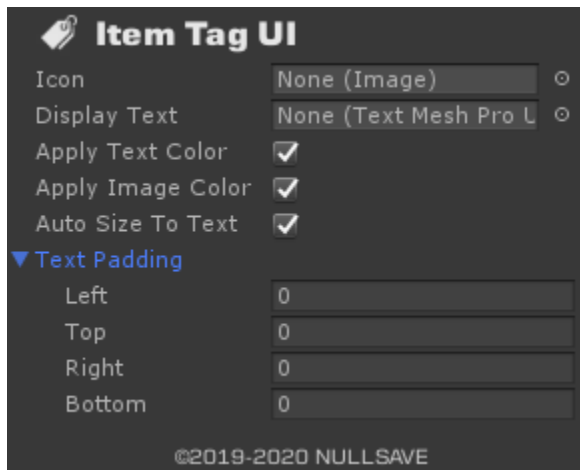 Item Tag UI
Icon None (Image)
Display Text None (Text Mesh Pro U
Apply Text Color
Apply Image Color
Auto Size To Text
Text Padding
Left 0
Top 0
Right 0
Bottom 0
©2019-2020 NULLSAVE